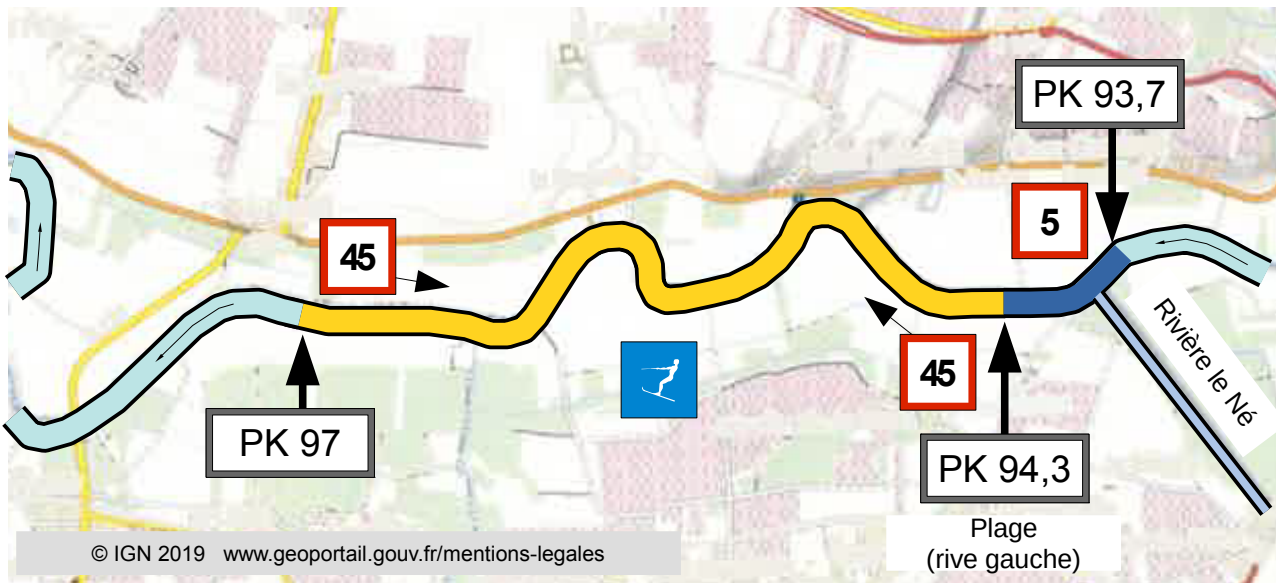 PK 93,7
5
45
45
Rivière le Né
PK 97
PK 94,3
Plage
(rive gauche)
© IGN 2019 www.geoportail.gouv.fr/mentions-legales